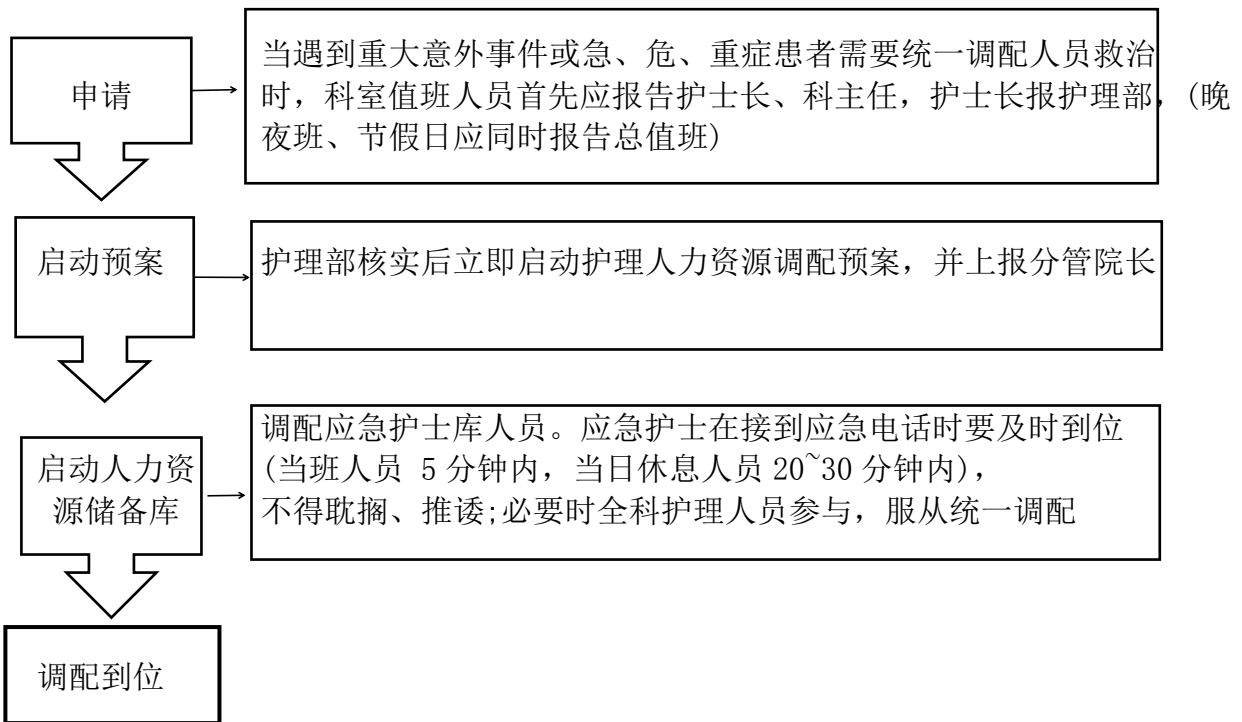 申请
当遇到重大意外事件或急、危、重症患者需要统一调配人员救治
时，科室值班人员首先应报告护士长、科主任，护士长报护理部，(晚
夜班、节假日应同时报告总值班)
启动预案
护理部核实后立即启动护理人力资源调配预案，并上报分管院长
启动人力资
源储备库
调配应急护士库人员。应急护士在接到应急电话时要及时到位
(当班人员 5分钟内，当日休息人员20~30分钟内)，
不得耽搁、推诿;必要时全科护理人员参与，服从统一调配
调配到位